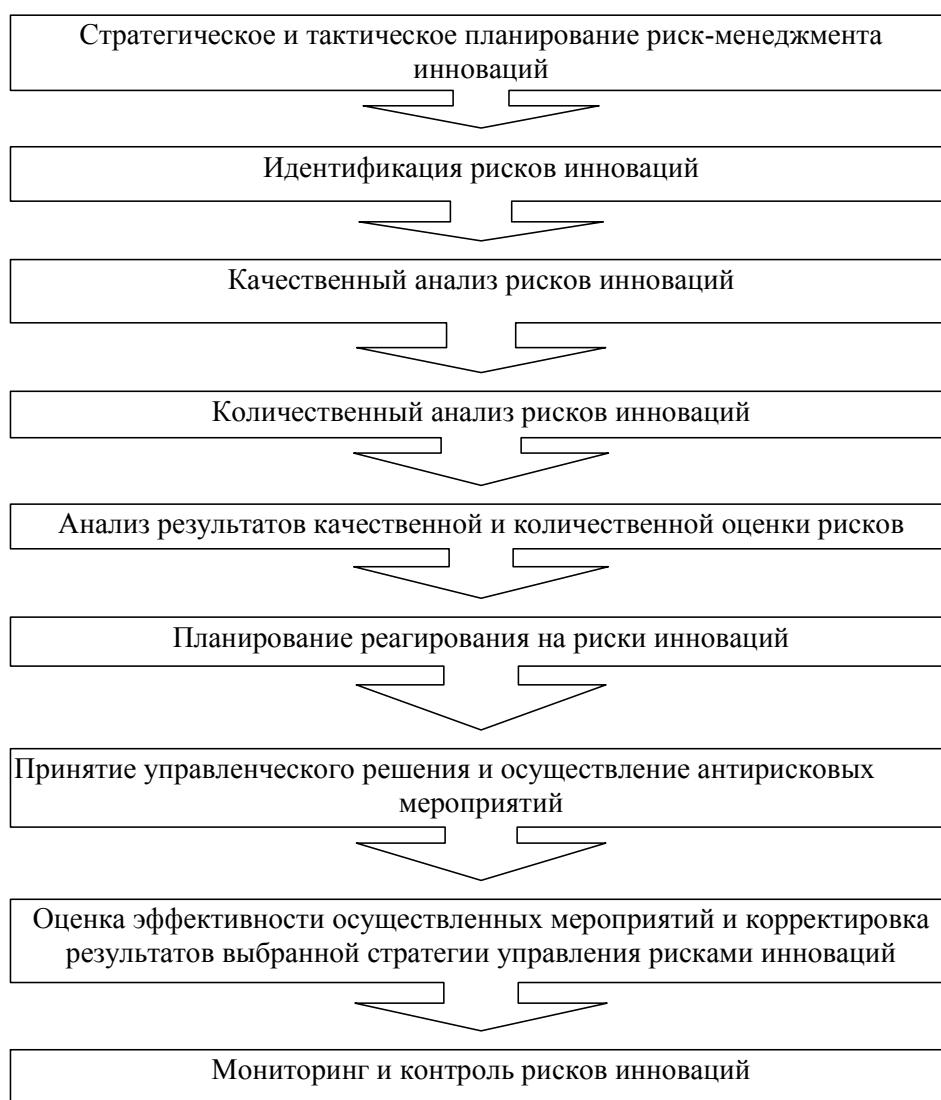 Стратегическое и тактическое планирование риск-менеджмента
инноваций
Идентификация рисков инноваций
Качественный анализ рисков инноваций
Количественный анализ рисков инноваций
Анализ результатов качественной и количественной оценки рисков
Планирование реагирования на риски инноваций
Принятие управленческого решения и осуществление антирисковых
мероприятий
Оценка эффективности осуществленных мероприятий и корректировка
результатов выбранной стратегии управления рисками инноваций
Мониторинг и контроль рисков инноваций